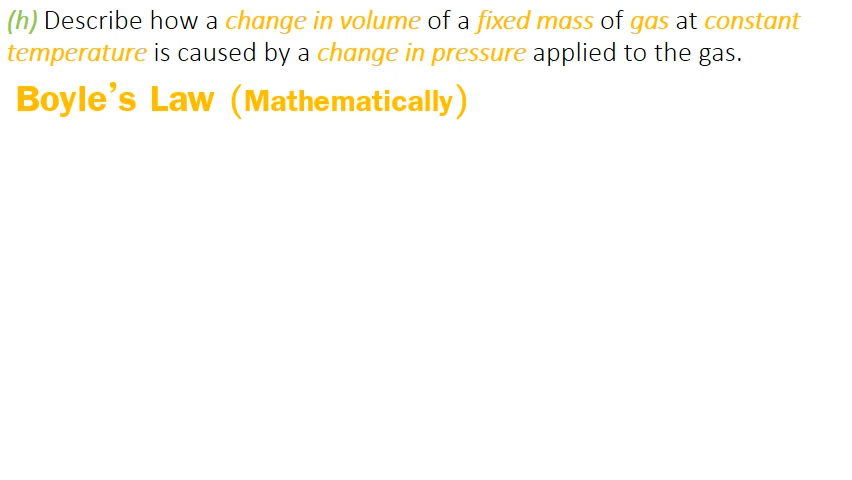 (h) Describe how a change in volume of a fixed mass of gas at constant
temperature is caused by a change in pressure applied to the gas.
Boyle’s Law (Mathematically)